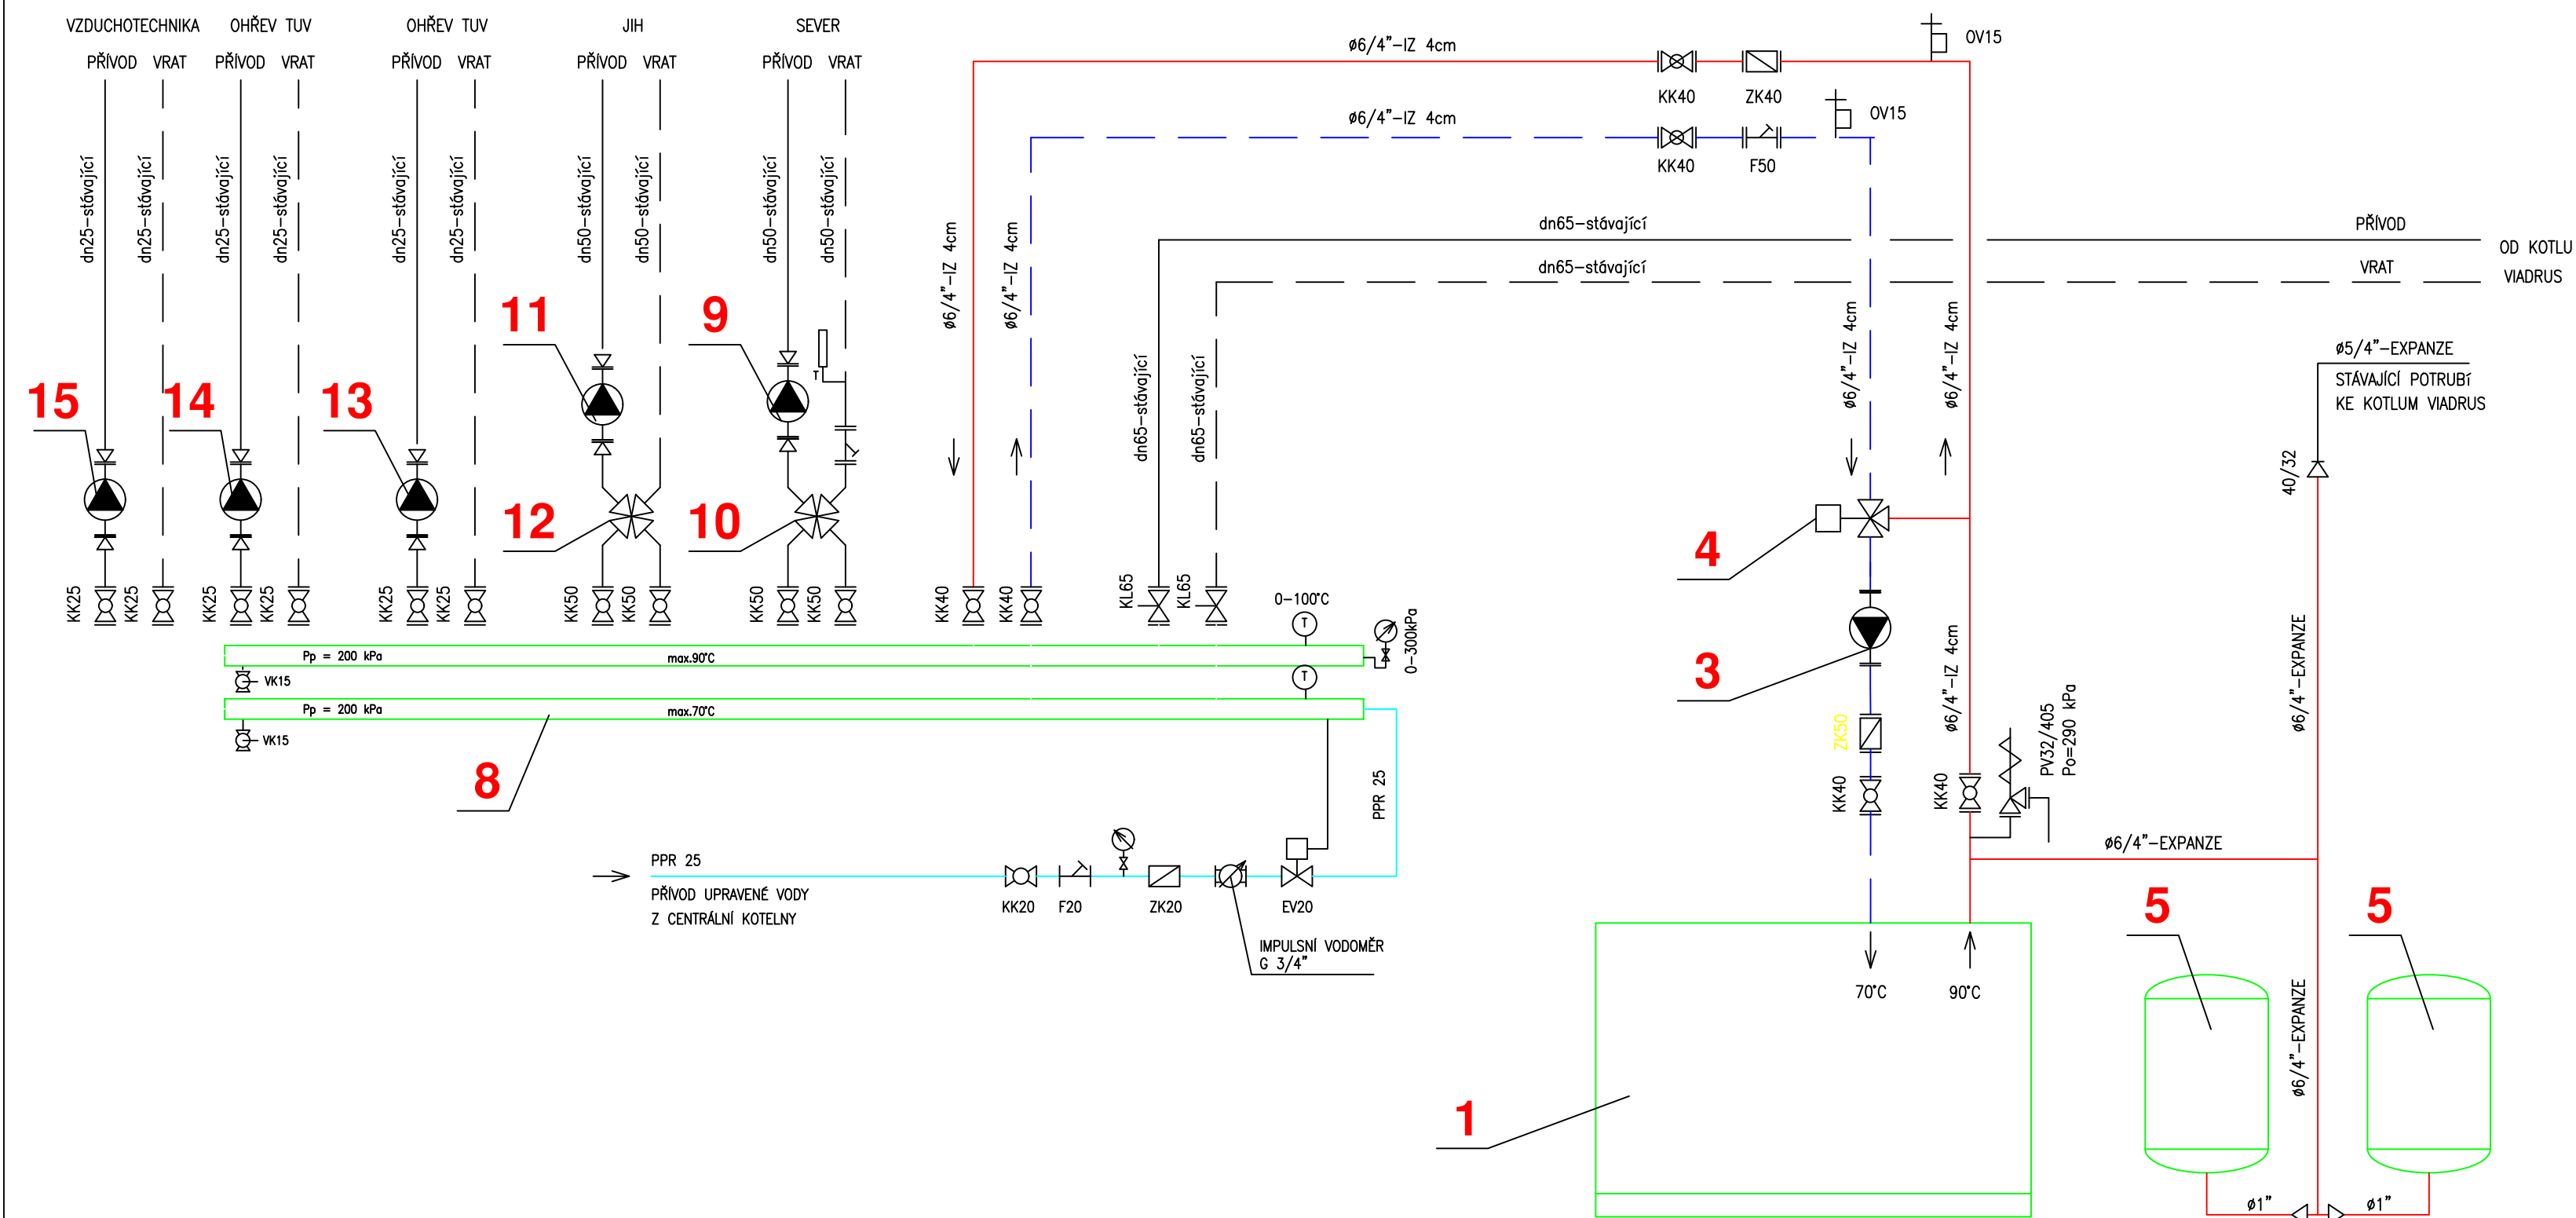 VZDUCHOTECHNIKA
OHŘEV TUV
OHŘEV TUV
JIH
SEVER
PŘÍVOD VRAT
PŘÍVOD VRAT
PŘÍVOD VRAT
PŘÍVOD VRAT
PŘÍVOD VRAT
dn25-stávající
dn25-stávající
dn25-stávající
dn25-stávající
dn25-stávající
dn25-stávající
dn50-stávající
dn50-stávající
dn50-stávající
dn50-stávající
ø6/4"-IZ 4cm
KK40
ZK40
OV15
ø6/4"-IZ 4cm
KK40
F50
OV15
ø6/4"-IZ 4cm
ø6/4"-IZ 4cm
dn65-stávající
PŘÍVOD
OD KOTLU
dn65-stávající
VRAT
VIADRUS
dn65-stávající
dn65-stávající
ø6/4"-IZ 4cm
ø6/4"-IZ 4cm
ø5/4"-EXPANZE
STÁVAJÍCÍ POTRUBí
KE KOTLUM VIADRUS
40/32
15
14
13
11
9
T
12
10
4
3
KK25
KK25
KK25
KK25
KK25
KK25
KK50
KK50
KK50
KK50
KK40
KK40
KL65
KL65
0-100°C
T
0-300kPa
Pp = 200 kPa
max.90°C
VK15
T
Pp = 200 kPa
max.70°C
VK15
8
PPR 25
PPR 25
PŘÍVOD UPRAVENÉ VODY
Z CENTRÁLNÍ KOTELNY
KK20
F20
ZK20
EV20
IMPULSNÍ VODOMĚR
G 3/4"
ZK50
KK40
ø6/4"-IZ 4cm
KK40
PV32/405
Po=290 kPa
ø6/4"-EXPANZE
ø6/4"-EXPANZE
ø6/4"-EXPANZE
70°C
90°C
1
5
5
ø1"
ø1"